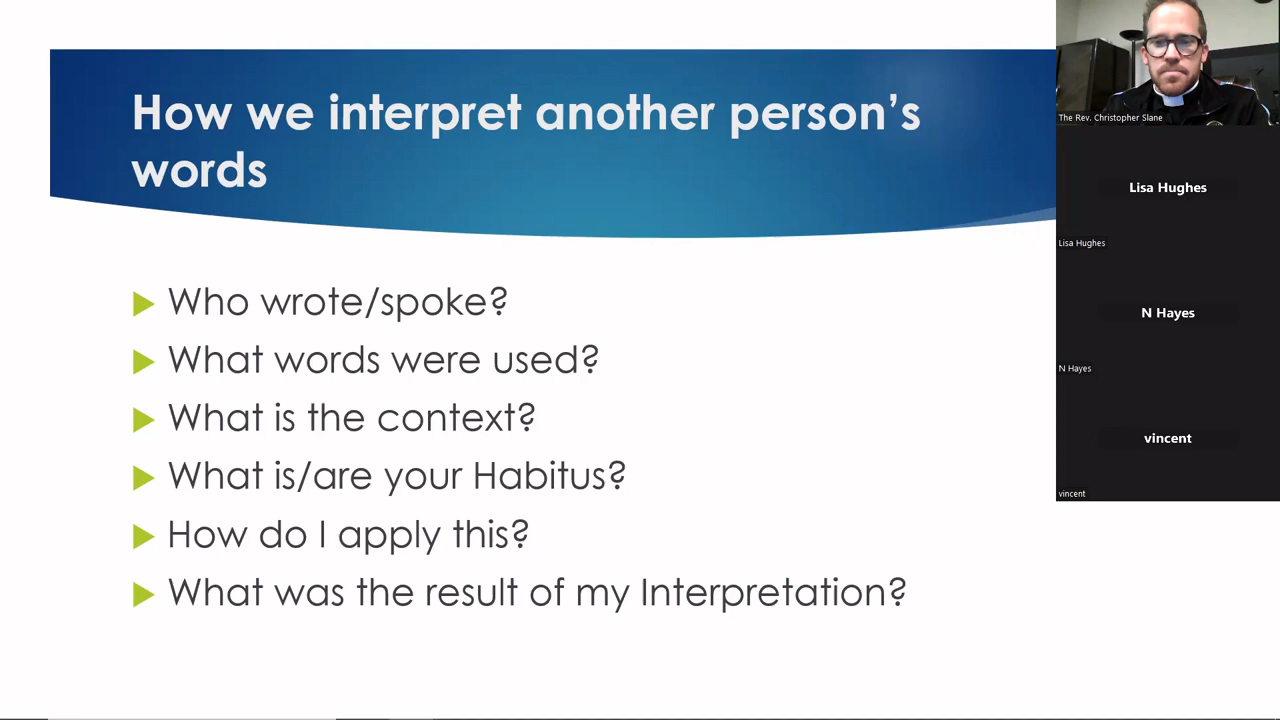 How we interpret another person's
words
Who wrote/spoke?
What words were used?
What is the context?
What is/are your Habitus?
How do I apply this?
What was the result of my Interpretation?
The Rev. Christopher Slane
Lisa Hughes
Lisa Hughes
N Hayes
N Hayes
vincent
vincent